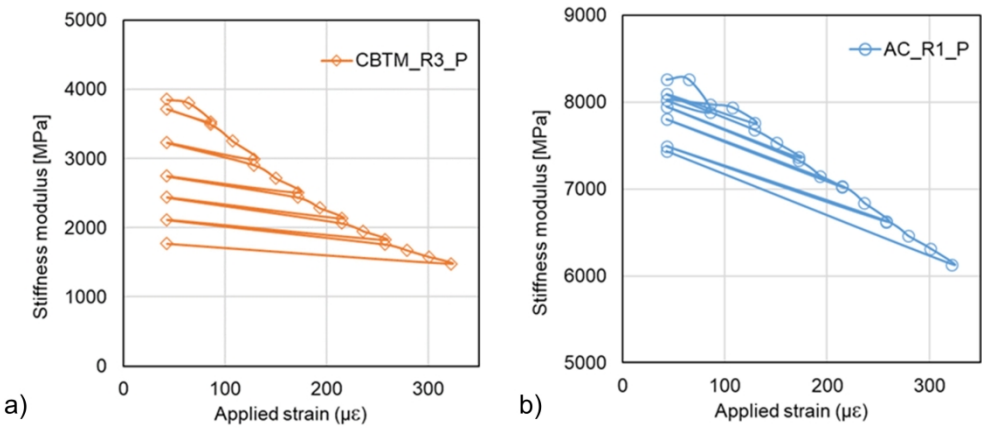 5000
4000
3000
2000
1000
0
0 100 200 300
Stiffness modulus [MPa]
Applied strain (με)
CBTM_R3_P
a)
9000
8000
7000
6000
5000
0 100 200 300
Stiffness modulus [MPa]
Applied strain (με)
AC_R1_P
b)